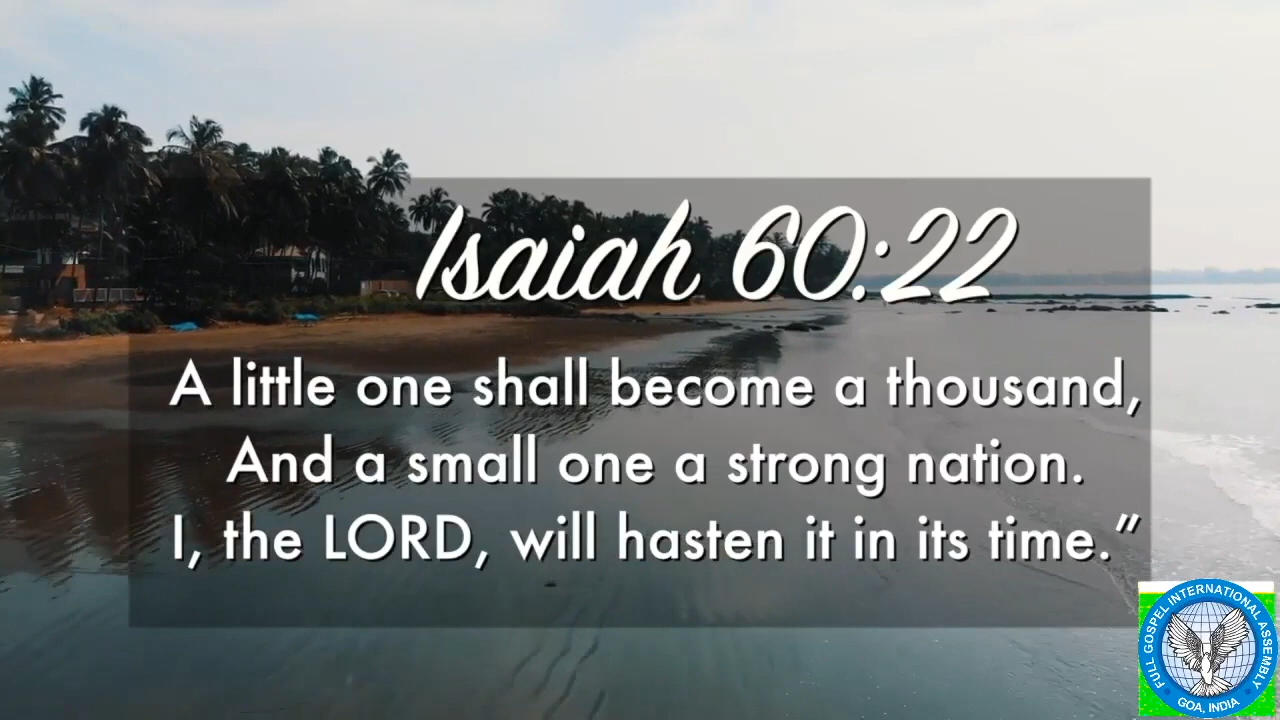 Isaiah 60:22
A little one shall become a thousand,
And a small one a strong nation.
I, the LORD, will hasten it in its time.”
FULL GOSPEL INTERNATIONAL ASSEMBLY
GOA, INDIA